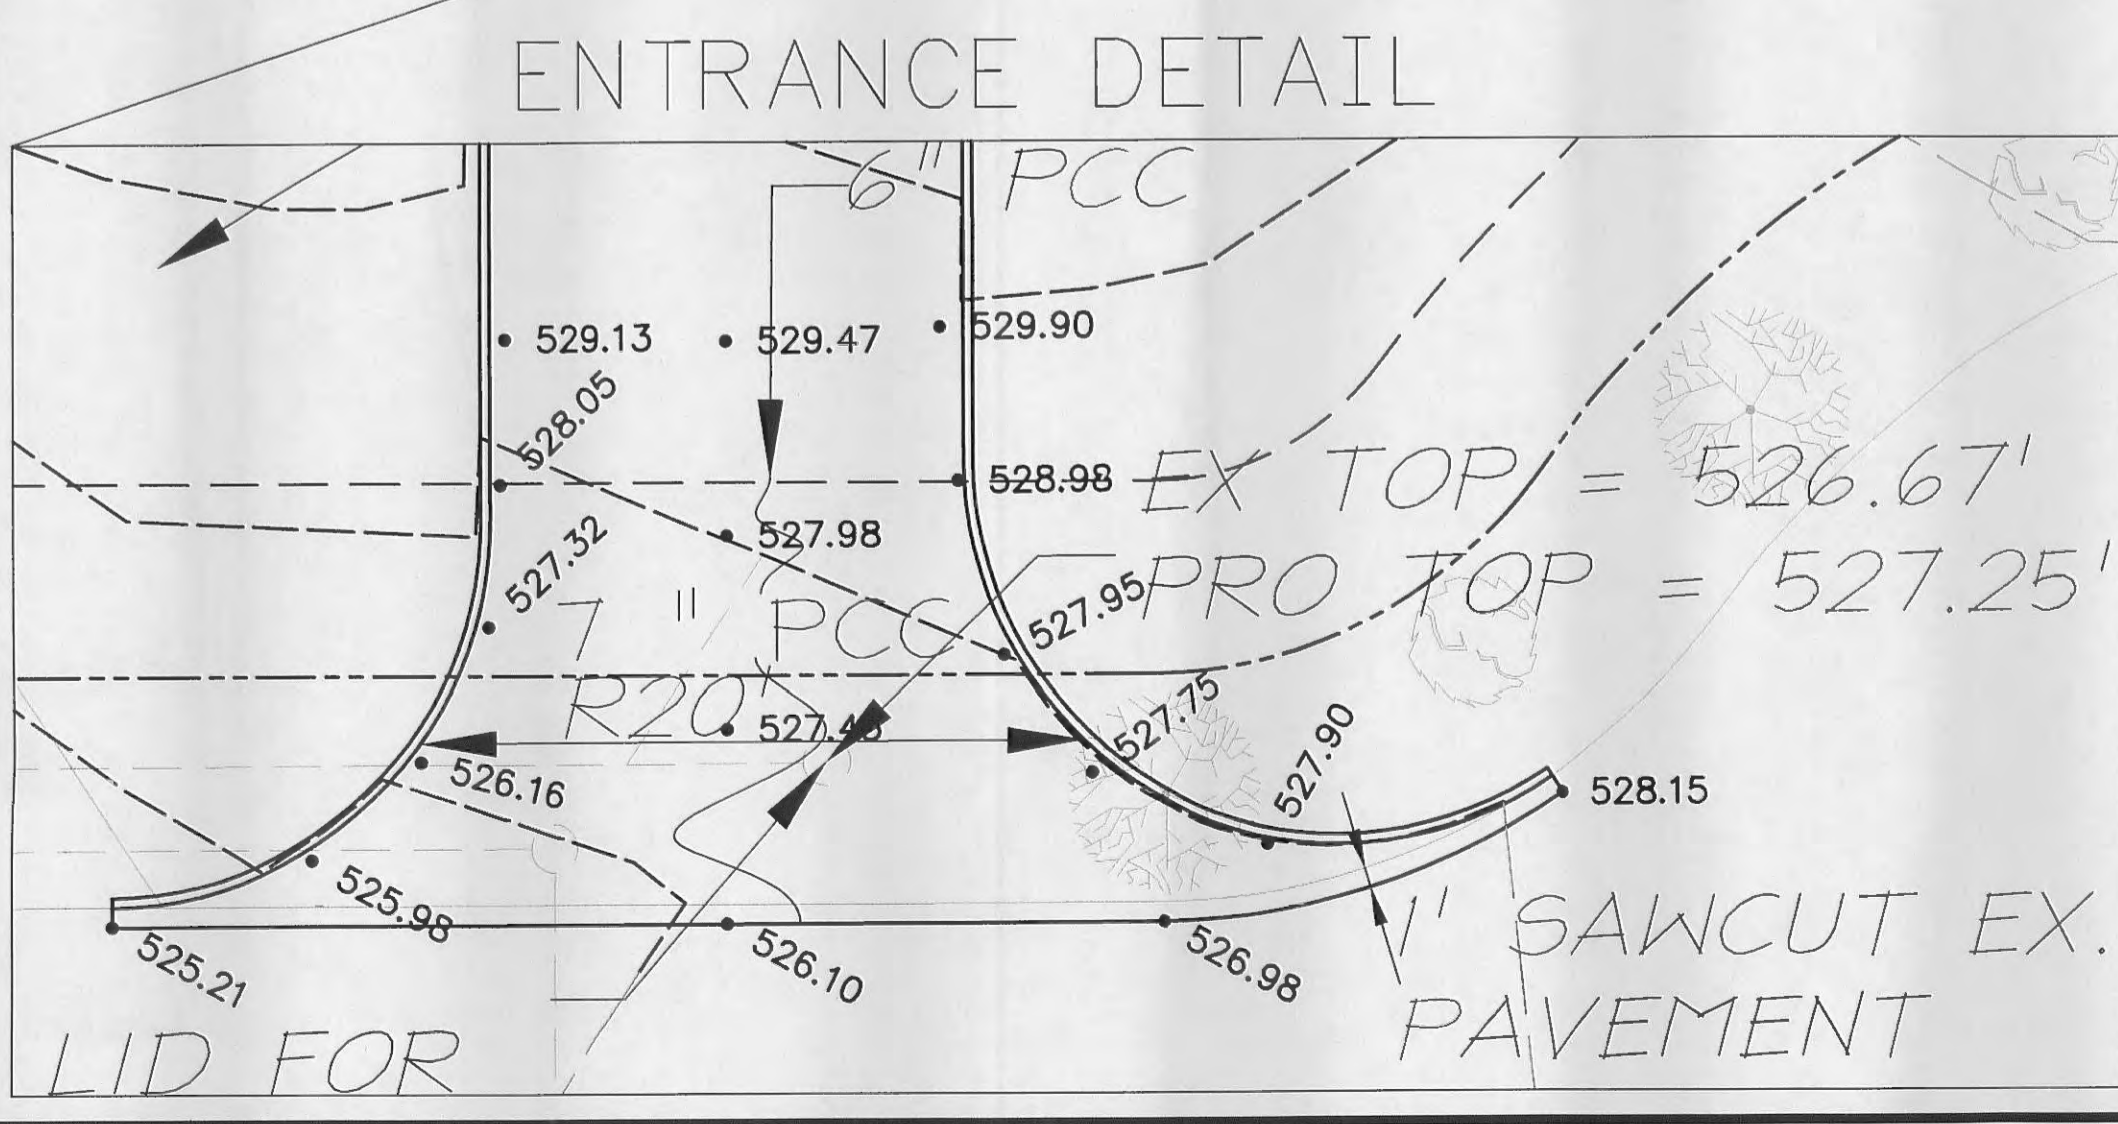 ENTRANCE DETAIL
6" PCC
529.13
529.47
529.90
528.05
528.98
EX TOP = 526.67'
527.98
527.32
PRO TOP = 527.25'
527.95
7" PCC
R20'
527.75
527.90
526.16
528.15
525.98
1' SAWCUT EX.
PAVEMENT
525.21
526.10
526.98
LID FOR